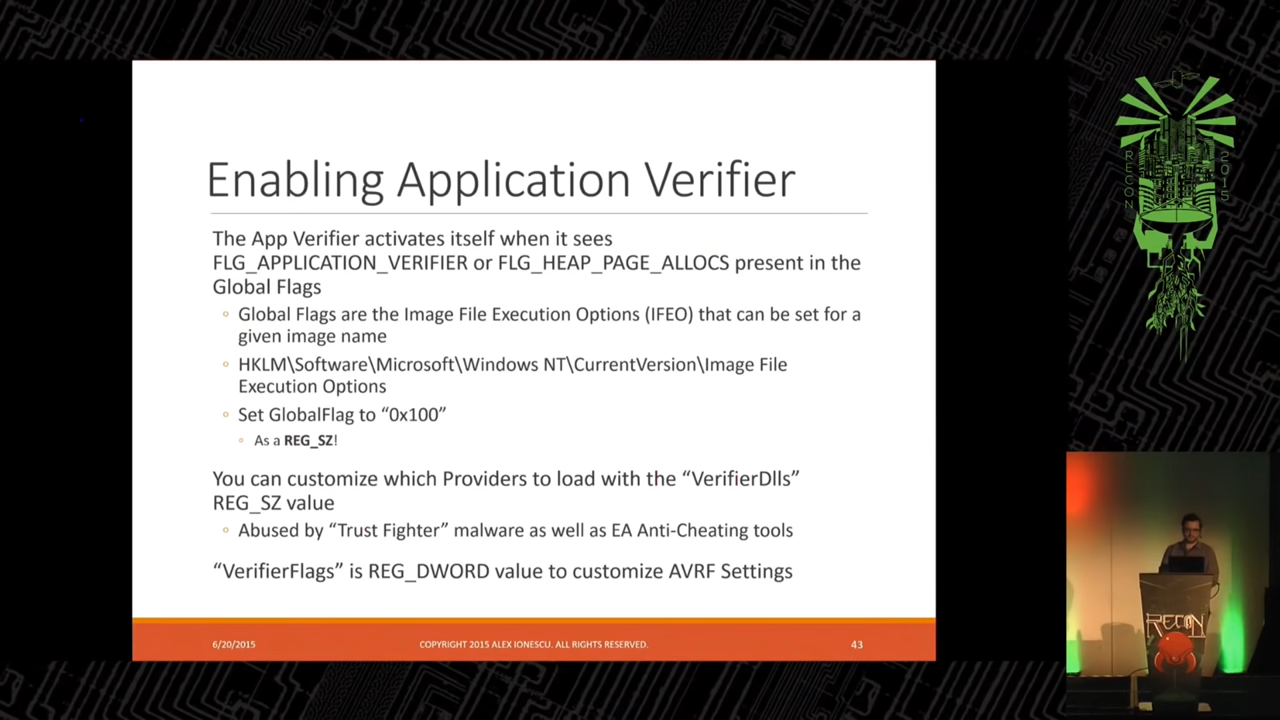 Enabling Application Verifier
The App Verifier activates itself when it sees
FLG_APPLICATION_VERIFIER or FLG_HEAP_PAGE_ALLOCS present in the
Global Flags
◦ Global Flags are the Image File Execution Options (IFEO) that can be set for a
given image name
◦ HKLM\Software\Microsoft\Windows NT\CurrentVersion\Image File
Execution Options
◦ Set GlobalFlag to “0x100”
◦ As a REG_SZ!
You can customize which Providers to load with the “VerifierDlls”
REG_SZ value
◦ Abused by “Trust Fighter” malware as well as EA Anti-Cheating tools
“VerifierFlags” is REG_DWORD value to customize AVRF Settings
6/20/2015
COPYRIGHT 2015 ALEX IONESCU. ALL RIGHTS RESERVED.
43
RECON
2015
RECON